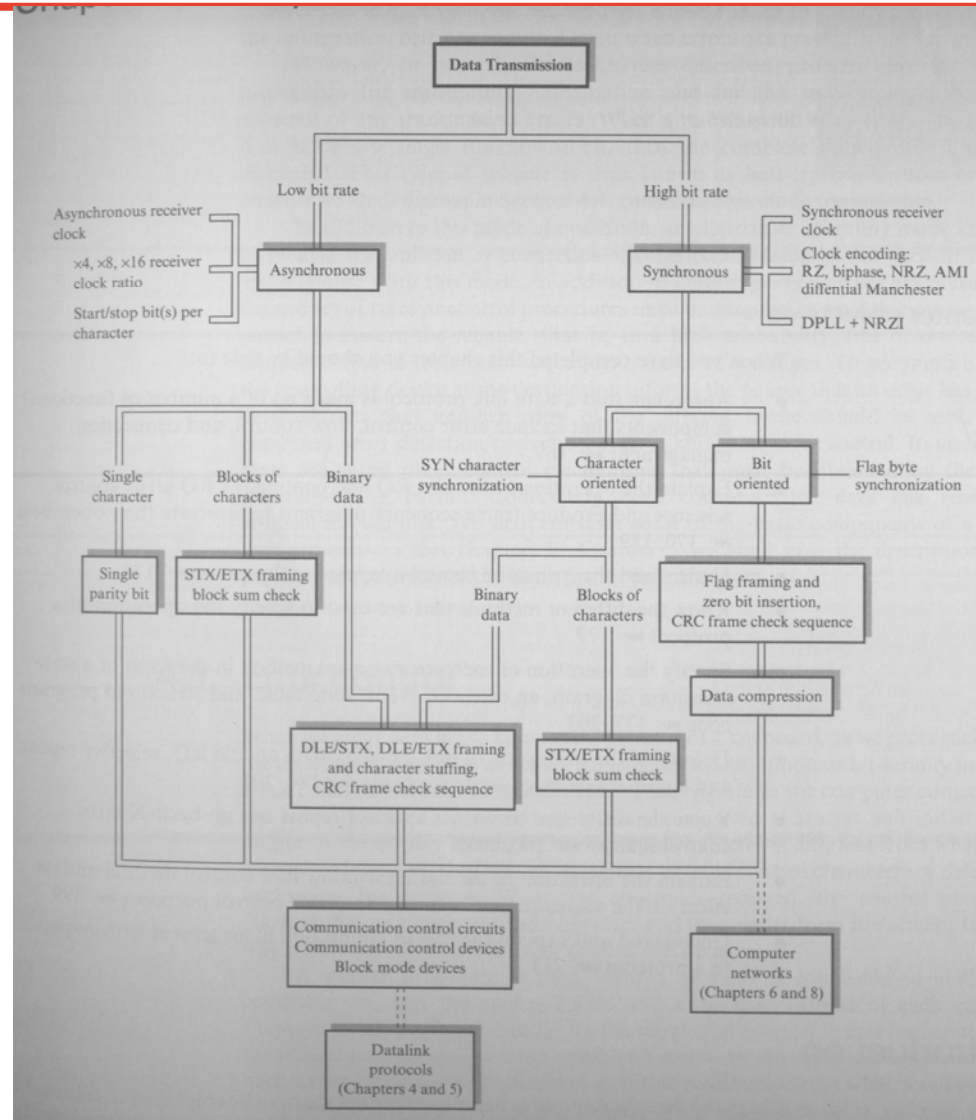 Data Transmission
Low bit rate
High bit rate
Asynchronous receiver
clock
×4, ×8, ×16 receiver
clock ratio
Start/stop bit(s) per
character
Asynchronous
Synchronous
Synchronous receiver
clock
Clock encoding:
RZ, biphase, NRZ, AMI
diffential Manchester
DPLL + NRZI
Single
character
Blocks of
characters
Binary
data
SYN character
synchronization
Character
oriented
Bit
oriented
Flag byte
synchronization
Single
parity bit
STX/ETX framing
block sum check
Binary
data
Blocks of
characters
Flag framing and
zero bit insertion,
CRC frame check sequence
Data compression
DLE/STX, DLE/ETX framing
and character stuffing,
CRC frame check sequence
STX/ETX framing
block sum check
Communication control circuits
Communication control devices
Block mode devices
Computer
networks
(Chapters 6 and 8)
Datalink
protocols
(Chapters 4 and 5)